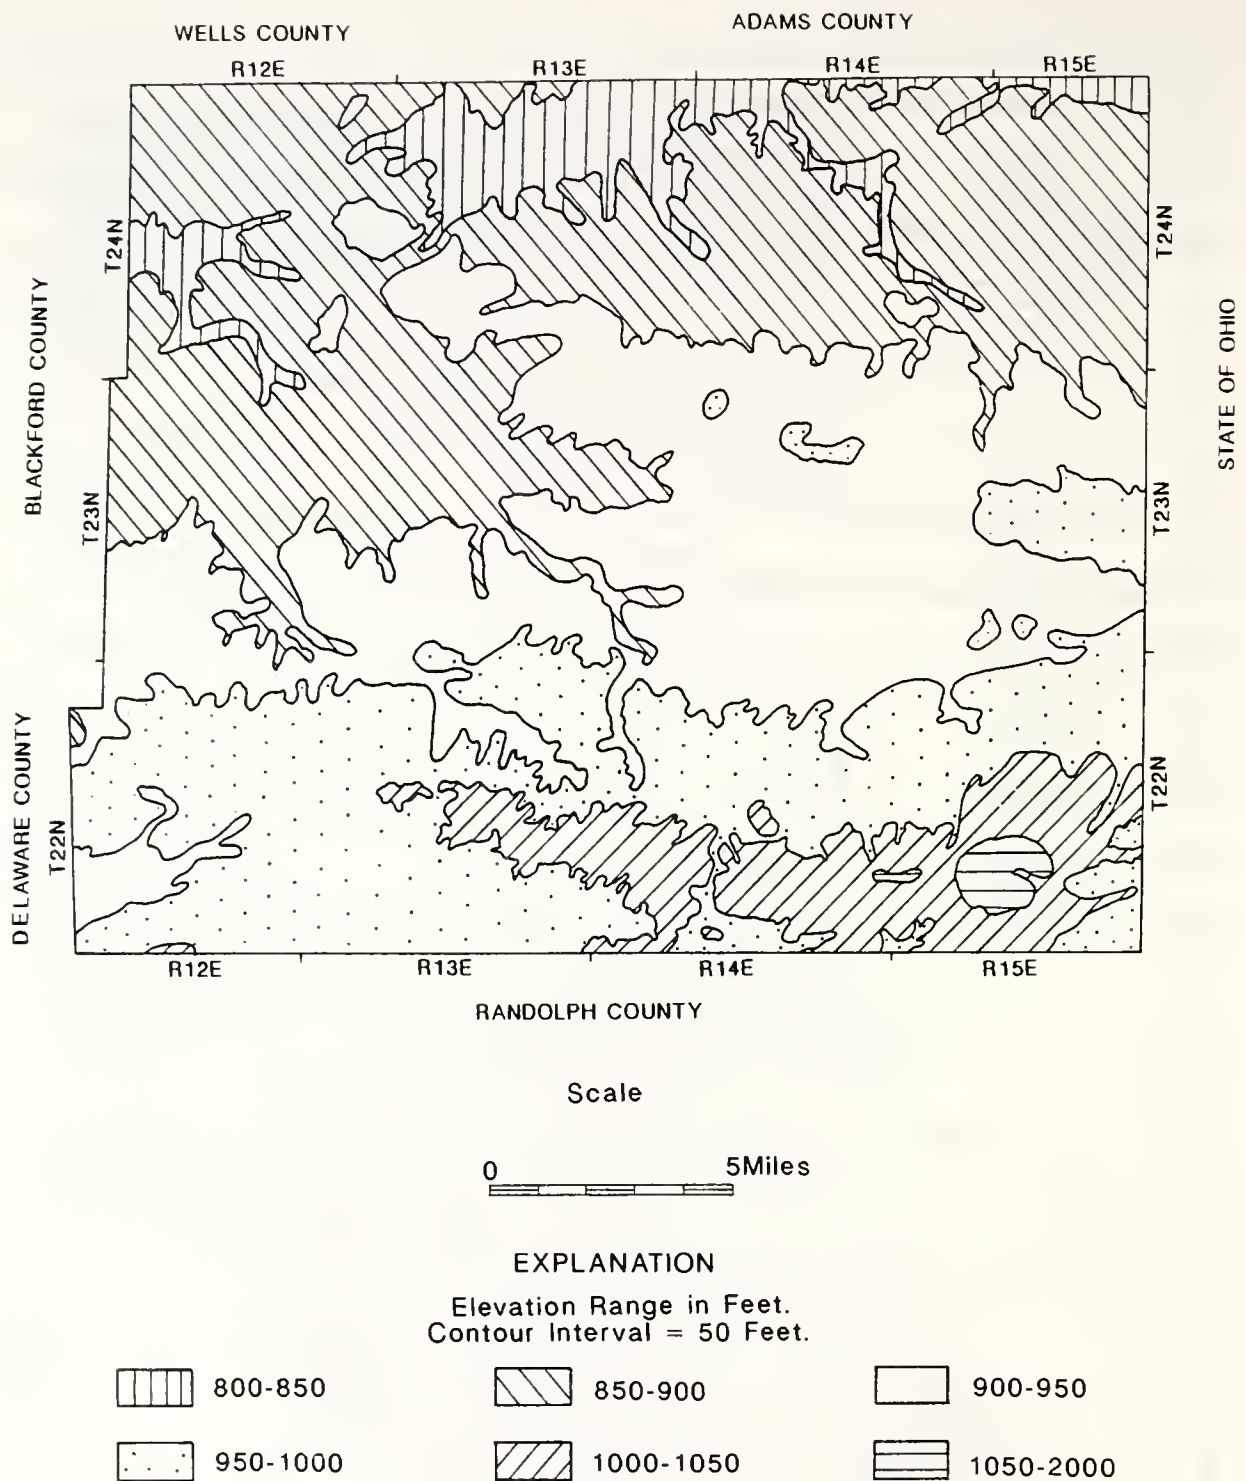 WELLS COUNTY
ADAMS COUNTY
R12E
R13E
R14E
R15E
T24N
T24N
BLACKFORD COUNTY
STATE OF OHIO
T23N
T23N
DELAWARE COUNTY
T22N
T22N
R12E
R13E
R14E
R15E
RANDOLPH COUNTY
Scale
0 5Miles
EXPLANATION
Elevation Range in Feet.
Contour Interval = 50 Feet.
800-850
850-900
900-950
950-1000
1000-1050
1050-2000